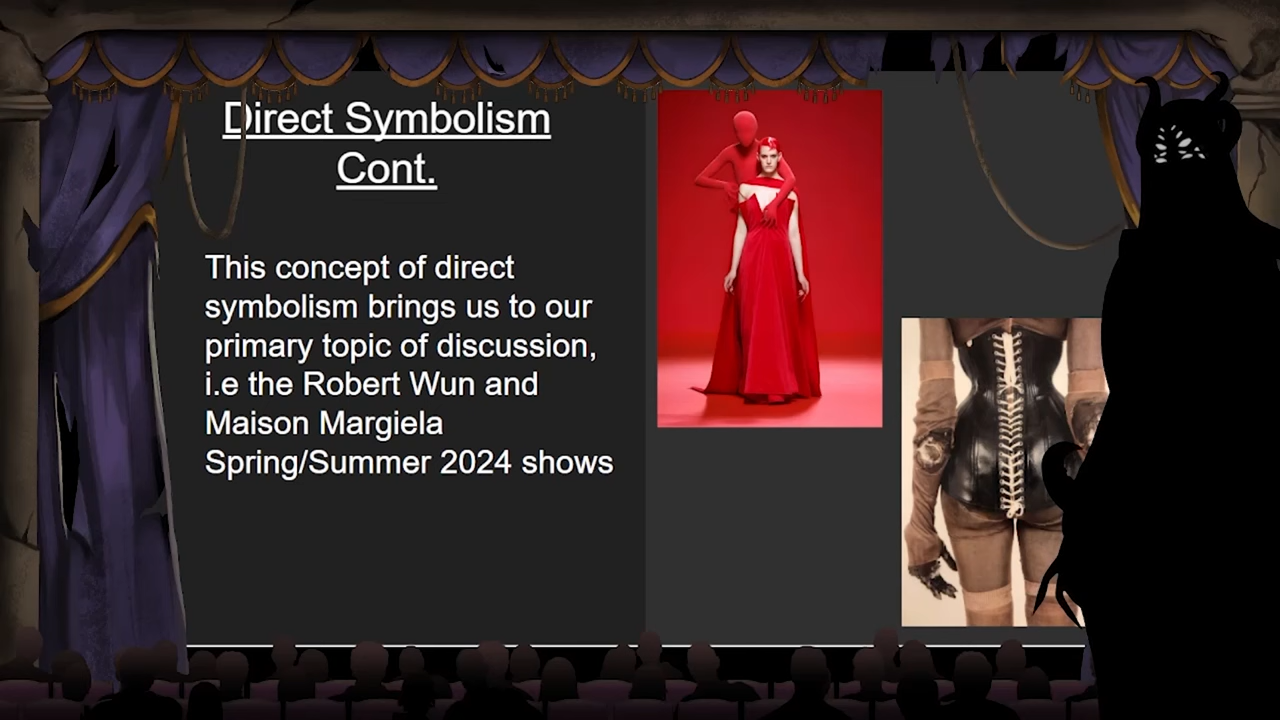 Direct Symbolism
Cont.
This concept of direct
symbolism brings us to our
primary topic of discussion,
i.e the Robert Wun and
Maison Margiela
Spring/Summer 2024 shows